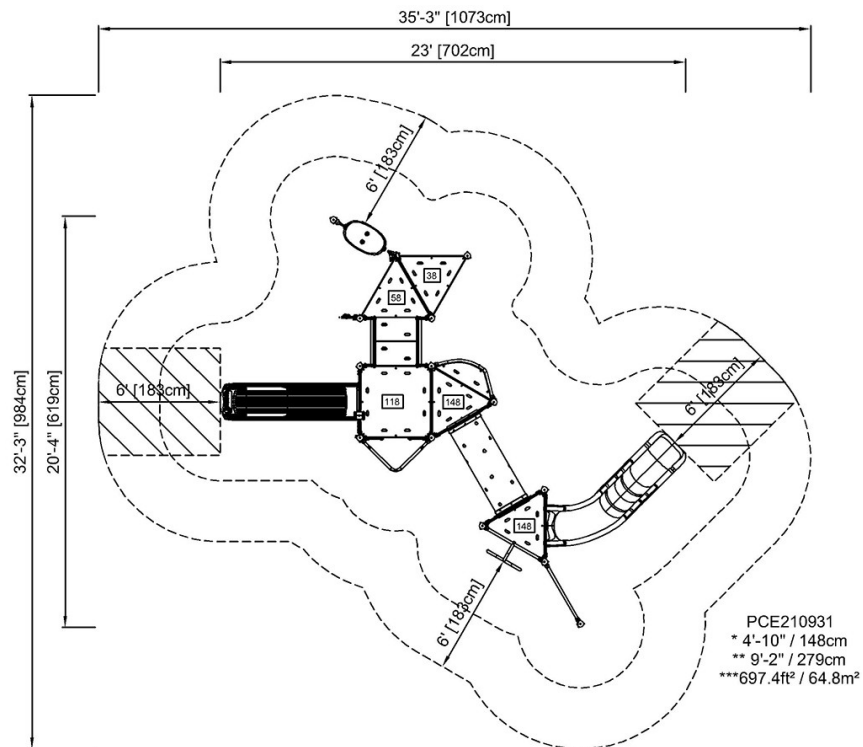 35'-3" [1073cm]
23' [702cm]
32'-3" [984cm]
20'-4" [619cm]
6' [183cm]
38
58
6' [183cm]
118
148
6' [183cm]
148
6' [183cm]
PCE210931
* 4'-10" / 148cm
** 9'-2" / 279cm
***697.4ft² / 64.8m²